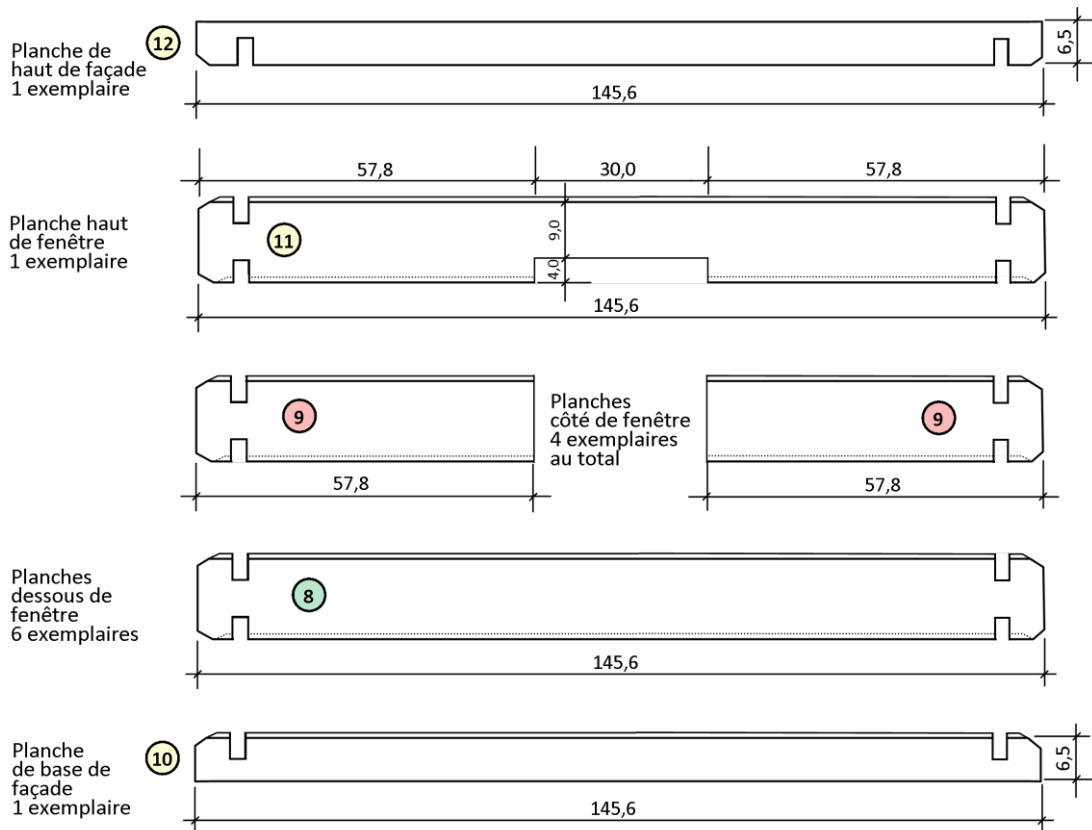 Planche de
haut de façade
1 exemplaire
12
6,5
145,6
57,8
30,0
57,8
Planche haut
de fenêtre
1 exemplaire
11
9,0
4,0
145,6
9
Planches
côté de fenêtre
4 exemplaires
au total
9
57,8
57,8
Planches
dessous de
fenêtre
6 exemplaires
8
145,6
Planche
de base de
façade
1 exemplaire
10
6,5
145,6